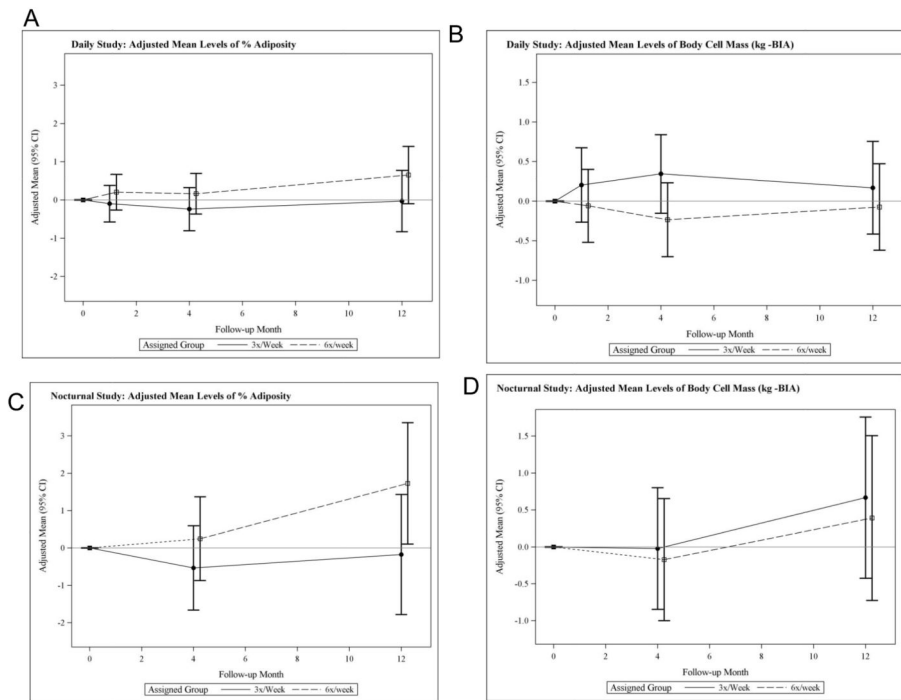 A
Daily Study: Adjusted Mean Levels of % Adiposity
3
2
1
0
-1
-2
Adjusted Mean (95% CI)
0 2 4 6 8 10 12
Follow-up Month
Assigned Group 3x/Week 6x/week
B
Daily Study: Adjusted Mean Levels of Body Cell Mass (kg -BIA)
1.5
1.0
0.5
0.0
-0.5
-1.0
Adjusted Mean (95% CI)
0 2 4 6 8 10 12
Follow-up Month
Assigned Group 3x/Week 6x/week
C
Nocturnal Study: Adjusted Mean Levels of % Adiposity
3
2
1
0
-1
-2
Adjusted Mean (95% CI)
0 2 4 6 8 10 12
Follow-up Month
Assigned Group 3x/Week 6x/week
D
Nocturnal Study: Adjusted Mean Levels of Body Cell Mass (kg -BIA)
1.5
1.0
0.5
0.0
-0.5
-1.0
Adjusted Mean (95% CI)
0 2 4 6 8 10 12
Follow-up Month
Assigned Group 3x/Week 6x/week